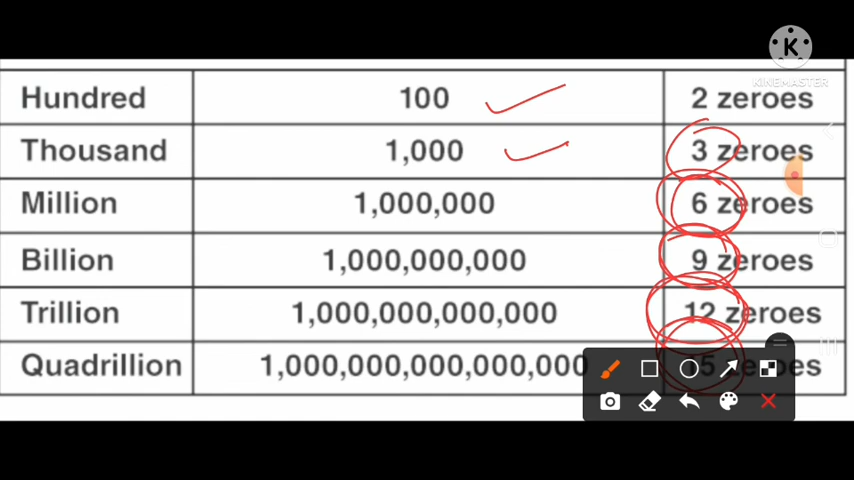 K
KINEMASTER
Hundred 100 2 zeroes
Thousand 1,000 3 zeroes
Million 1,000,000 6 zeroes
Billion 1,000,000,000 9 zeroes
Trillion 1,000,000,000,000 12 zeroes
Quadrillion 1,000,000,000,000,000 15 zeroes